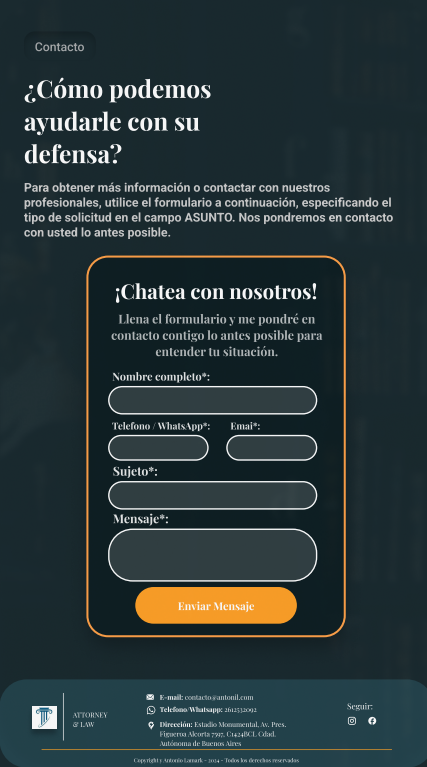 Contacto
¿Cómo podemos
ayudarle con su
defensa?
Para obtener más información o contactar con nuestros
profesionales, utilice el formulario a continuación, especificando el
tipo de solicitud en el campo ASUNTO. Nos pondremos en contacto
con usted lo antes posible.
¡Chatea con nosotros!
Llena el formulario y me pondré en
contacto contigo lo antes posible para
entender tu situación.
Nombre completo*:
Telefono / WhatsApp*: Emai*:
Sujeto*:
Mensaje*:
Enviar Mensaje
ATTORNEY
& LAW
E-mail: contacto@antonil.com
Telefono/Whatsapp: 2612532092
Dirección: Estadio Monumental, Av. Pres.
Figueroa Alcorta 7597, C1424BCL Cdad.
Autónoma de Buenos Aires
Seguir:
Copyright y Antonio Lamark - 2024 - Todos los derechos reservados